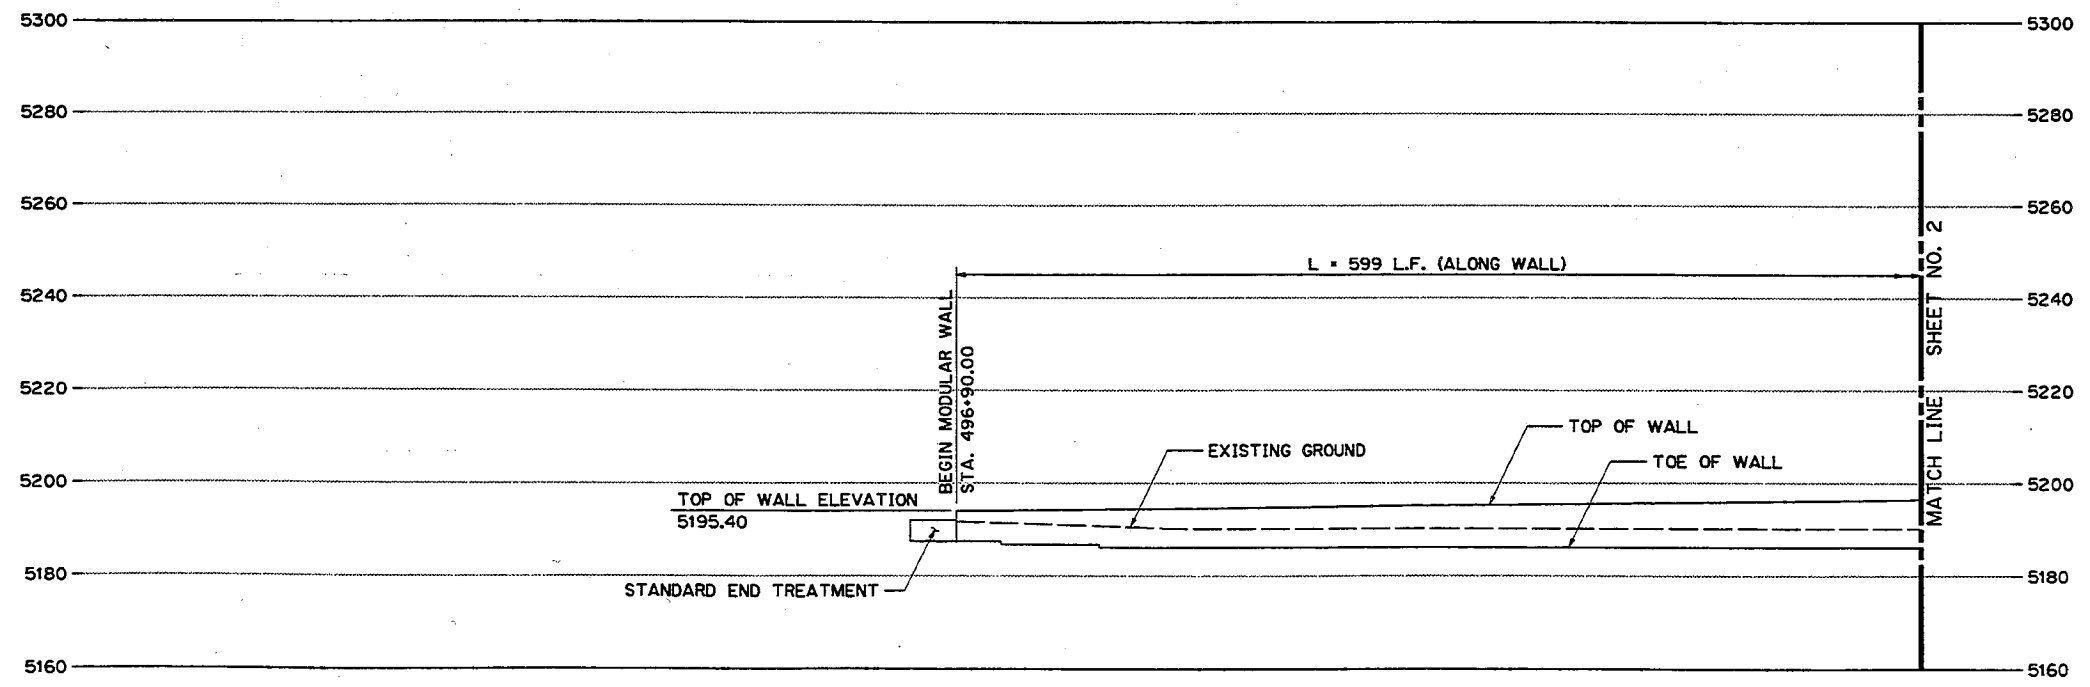 5300 5300
5280 5280
5260 5260
L = 599 L.F. (ALONG WALL)
5240 5240
BEGIN MODULAR WALL
STA. 496+90.00
MATCH LINE SHEET NO. 2
5220 5220
TOP OF WALL
EXISTING GROUND
TOE OF WALL
5200 5200
TOP OF WALL ELEVATION
5195.40
5180 5180
STANDARD END TREATMENT
5160 5160